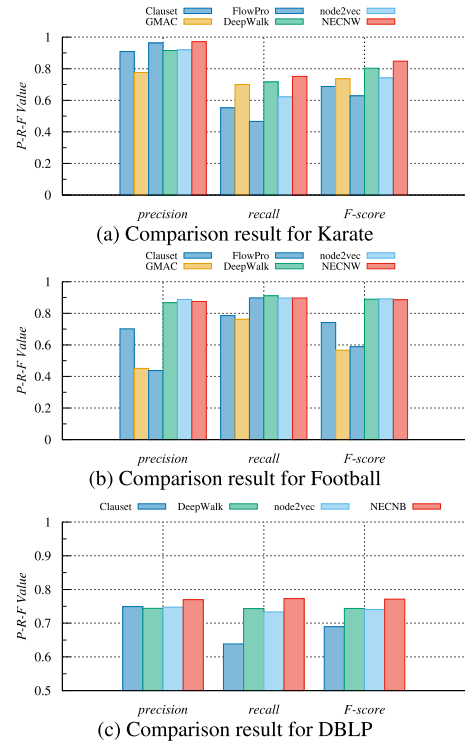 Clauset FlowPro node2vec
GMAC DeepWalk NECNW
1
0.8
0.6
0.4
0.2
0
P-R-F Value
precision recall F-score
(a) Comparison result for Karate
Clauset FlowPro node2vec
GMAC DeepWalk NECNW
1
0.8
0.6
0.4
0.2
0
P-R-F Value
precision recall F-score
(b) Comparison result for Football
Clauset DeepWalk node2vec NECNB
1
0.9
0.8
0.7
0.6
0.5
P-R-F Value
precision recall F-score
(c) Comparison result for DBLP